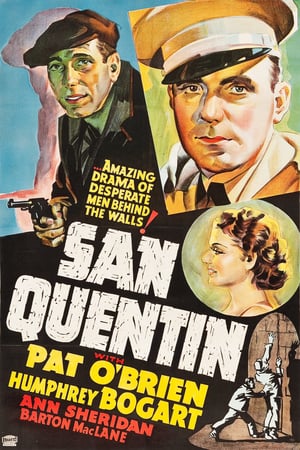 ...AMAZING
DRAMA OF
DESPERATE
MEN BEHIND
THE WALLS!
SAN
QUENTIN
WITH
PAT O'BRIEN
HUMPHREY BOGART
ANN SHERIDAN
BARTON MacLANE